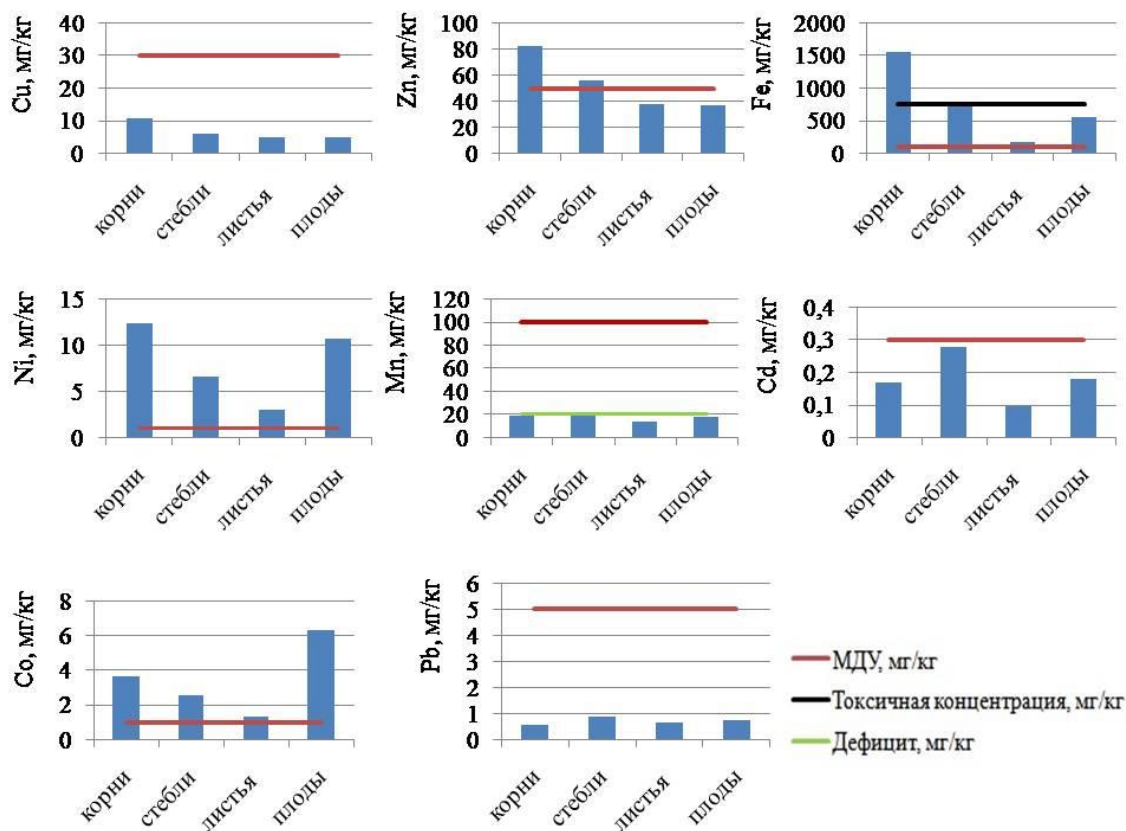 Cu, мг/кг
40
30
20
10
0
корни
стебли
листья
плоды
Zn, мг/кг
100
80
60
40
20
0
корни
стебли
листья
плоды
Fe, мг/кг
2000
1500
1000
500
0
корни
стебли
листья
плоды
Ni, мг/кг
15
10
5
0
корни
стебли
листья
плоды
Mn, мг/кг
120
100
80
60
40
20
0
корни
стебли
листья
плоды
Cd, мг/кг
0,4
0,3
0,2
0,1
0
корни
стебли
листья
плоды
Co, мг/кг
8
6
4
2
0
корни
стебли
листья
плоды
Pb, мг/кг
6
5
4
3
2
1
0
корни
стебли
листья
плоды
МДУ, мг/кг
Токсичная концентрация, мг/кг
Дефицит, мг/кг